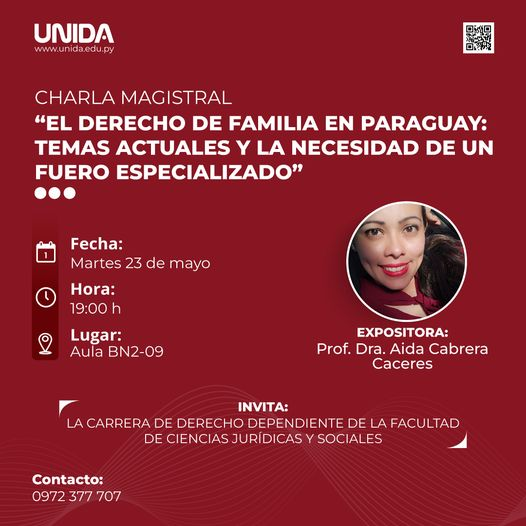 UNIDA
www.unida.edu.py
CHARLA MAGISTRAL
“EL DERECHO DE FAMILIA EN PARAGUAY:
TEMAS ACTUALES Y LA NECESIDAD DE UN
FUERO ESPECIALIZADO”
1
Fecha:
Martes 23 de mayo
Hora:
19:00 h
Lugar:
Aula BN2-09
EXPOSITORA:
Prof. Dra. Aida Cabrera
Caceres
INVITA:
LA CARRERA DE DERECHO DEPENDIENTE DE LA FACULTAD
DE CIENCIAS JURÍDICAS Y SOCIALES
Contacto:
0972 377 707